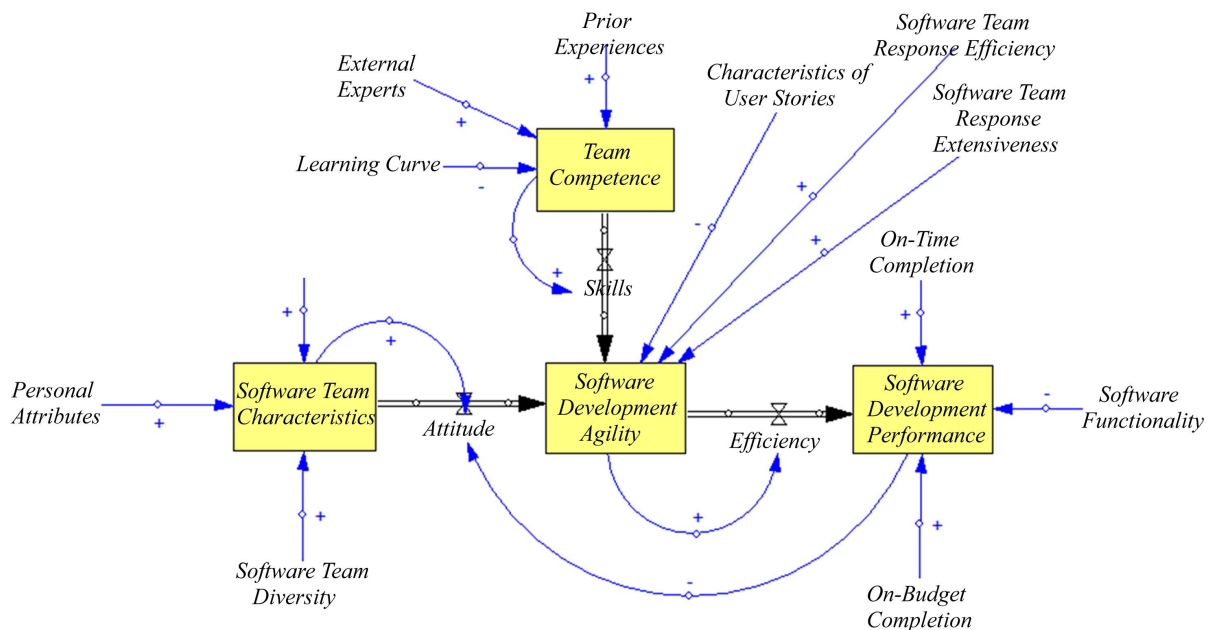 Prior
Experiences
Software Team
Response Efficiency
External
Experts
Characteristics of
User Stories
Software Team
Response
Extensiveness
+
+
Learning Curve
-
Team
Competence
+
+
-
+
On-Time
Completion
+
Skills
+
+
+
Personal
Attributes
+
Software Team
Characteristics
Attitude
Software
Development
Agility
Efficiency
Software
Development
Performance
-
Software
Functionality
+
+
+
-
Software Team
Diversity
On-Budget
Completion